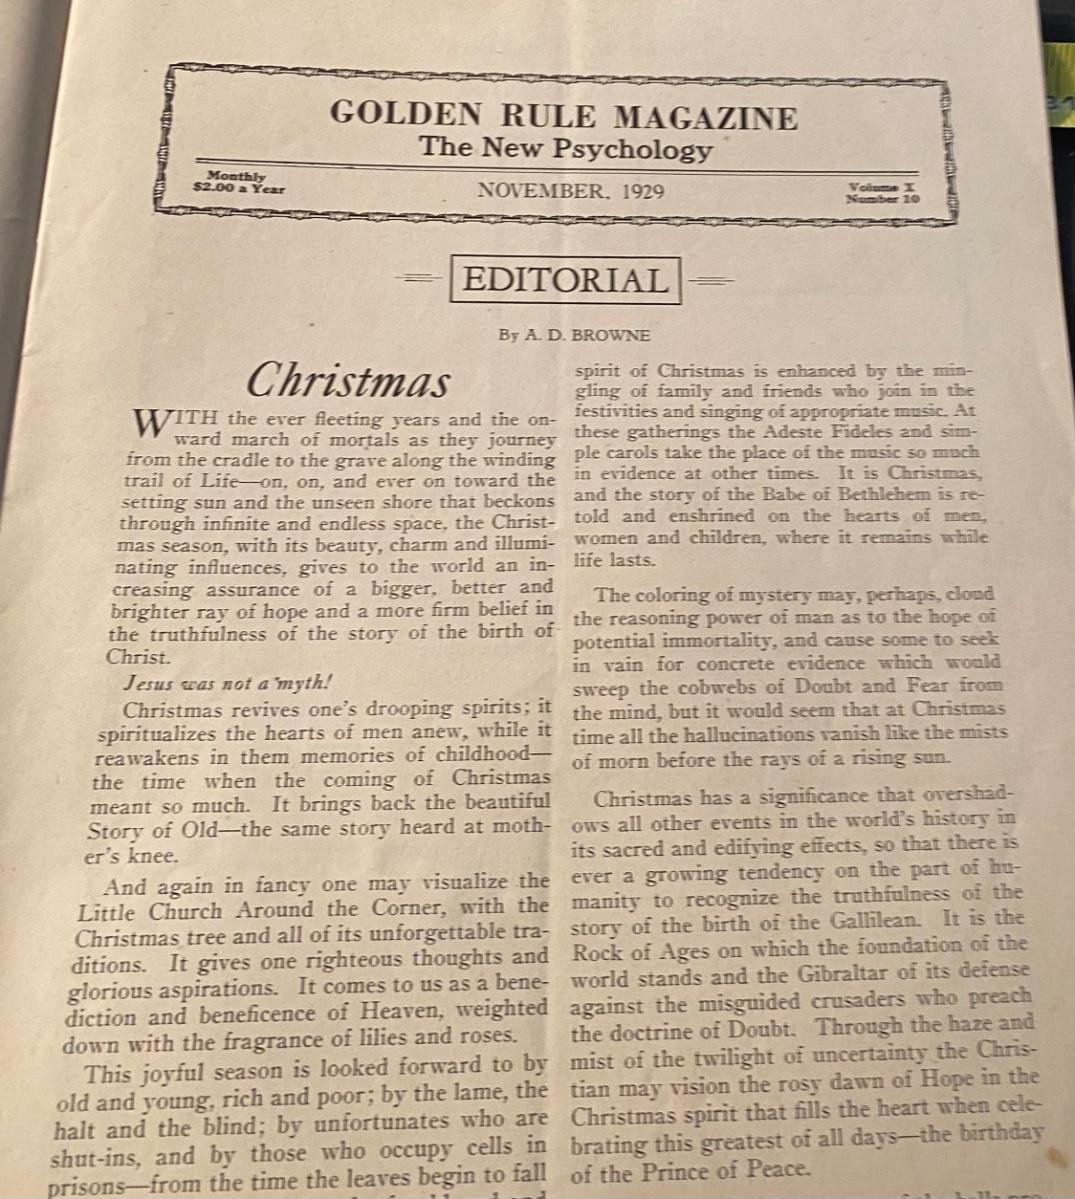 GOLDEN RULE MAGAZINE
The New Psychology
Monthly
$2.00 a Year
NOVEMBER, 1929
Volume X
Number 10
EDITORIAL
By A. D. BROWNE
Christmas
WITH the ever fleeting years and the on-
ward march of mortals as they journey
from the cradle to the grave along the winding
trail of Life—on, on, and ever on toward the
setting sun and the unseen shore that beckons
through infinite and endless space, the Christ-
mas season, with its beauty, charm and illumi-
nating influences, gives to the world an in-
creasing assurance of a bigger, better and
brighter ray of hope and a more firm belief in
the truthfulness of the story of the birth of
Christ.
Jesus was not a myth!
Christmas revives one's drooping spirits; it
spiritualizes the hearts of men anew, while it
reawakens in them memories of childhood—
the time when the coming of Christmas
meant so much. It brings back the beautiful
Story of Old—the same story heard at moth-
er's knee.
And again in fancy one may visualize the
Little Church Around the Corner, with the
Christmas tree and all of its unforgettable tra-
ditions. It gives one righteous thoughts and
glorious aspirations. It comes to us as a bene-
diction and beneficence of Heaven, weighted
down with the fragrance of lilies and roses.
This joyful season is looked forward to by
old and young, rich and poor; by the lame, the
halt and the blind; by unfortunates who are
shut-ins, and by those who occupy cells in
prisons—from the time the leaves begin to fall
spirit of Christmas is enhanced by the min-
gling of family and friends who join in the
festivities and singing of appropriate music. At
these gatherings the Adeste Fideles and sim-
ple carols take the place of the music so much
in evidence at other times. It is Christmas,
and the story of the Babe of Bethlehem is re-
told and enshrined on the hearts of men,
women and children, where it remains while
life lasts.
The coloring of mystery may, perhaps, cloud
the reasoning power of man as to the hope of
potential immortality, and cause some to seek
in vain for concrete evidence which would
sweep the cobwebs of Doubt and Fear from
the mind, but it would seem that at Christmas
time all the hallucinations vanish like the mists
of morn before the rays of a rising sun.
Christmas has a significance that overshad-
ows all other events in the world's history in
its sacred and edifying effects, so that there is
ever a growing tendency on the part of hu-
manity to recognize the truthfulness of the
story of the birth of the Gallilean. It is the
Rock of Ages on which the foundation of the
world stands and the Gibraltar of its defense
against the misguided crusaders who preach
the doctrine of Doubt. Through the haze and
mist of the twilight of uncertainty the Chris-
tian may vision the rosy dawn of Hope in the
Christmas spirit that fills the heart when cele-
brating this greatest of all days—the birthday
of the Prince of Peace.